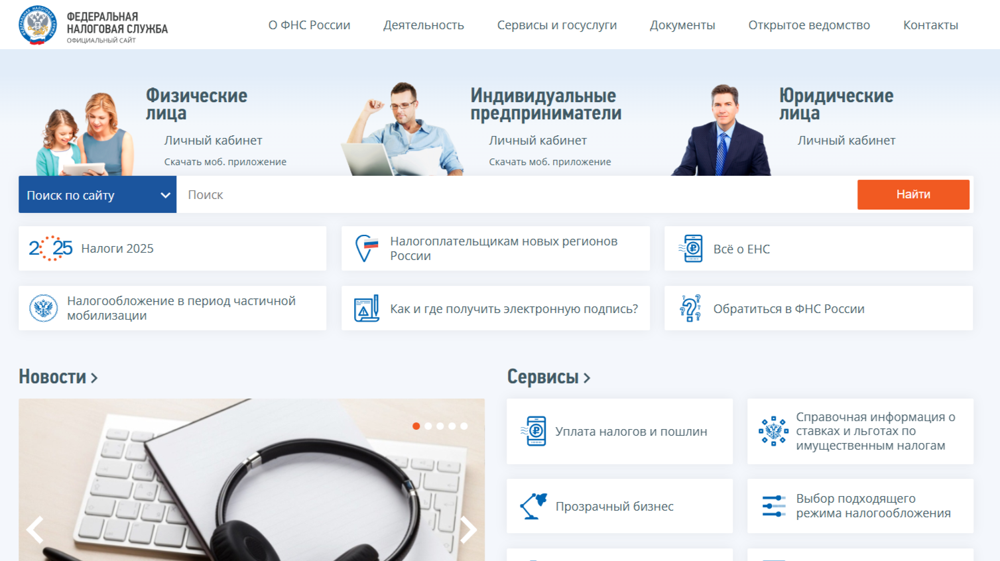 ФЕДЕРАЛЬНАЯ
НАЛОГОВАЯ СЛУЖБА
ОФИЦИАЛЬНЫЙ САЙТ
О ФНС России
Деятельность
Сервисы и госуслуги
Документы
Открытое ведомство
Контакты
Физические
лица
Личный кабинет
Скачать моб. приложение
Индивидуальные
предприниматели
Личный кабинет
Скачать моб. приложение
Юридические
лица
Личный кабинет
Поиск по сайту
Поиск
Найти
2025
Налоги 2025
Налогоплательщикам новых регионов
России
Всё о ЕНС
Налогообложение в период частичной
мобилизации
Как и где получить электронную подпись?
Обратиться в ФНС России
Новости
Сервисы
Уплата налогов и пошлин
Справочная информация о
ставках и льготах по
имущественным налогам
Прозрачный бизнес
Выбор подходящего
режима налогообложения